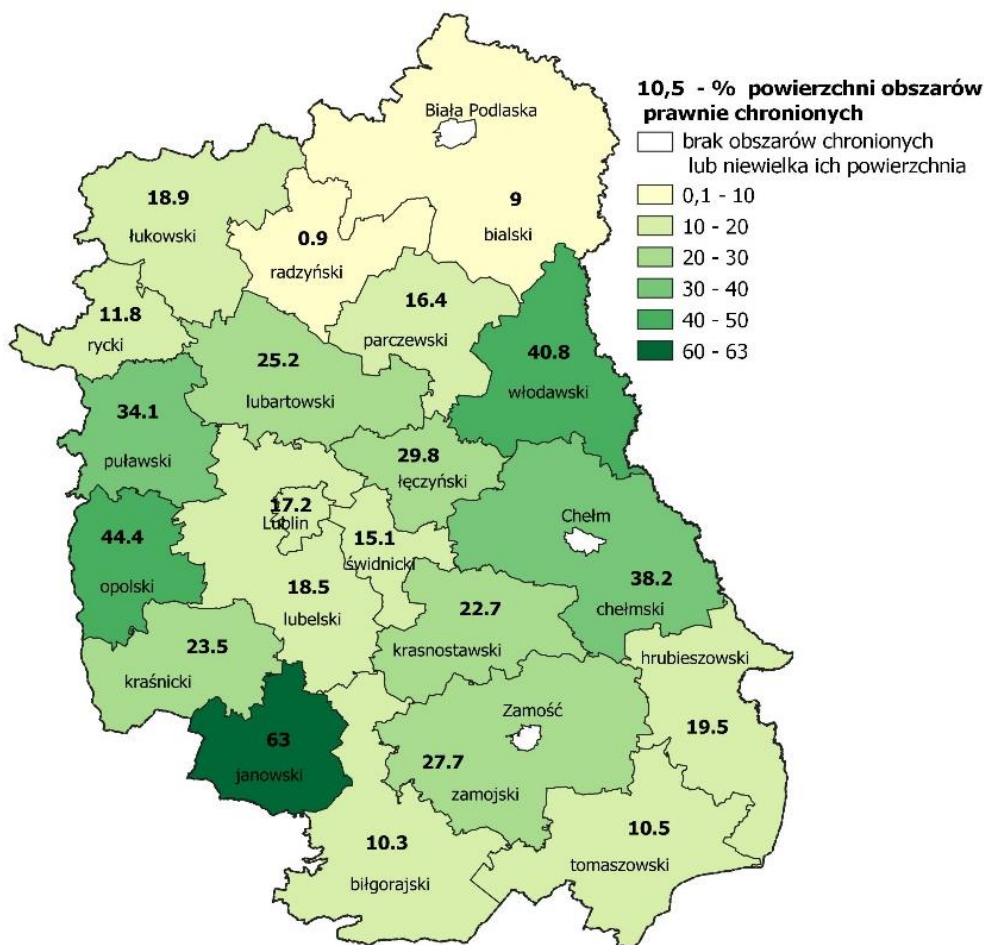 10,5 - % powierzchni obszarów
prawnie chronionych
brak obszarów chronionych
lub niewielka ich powierzchnia
0,1 - 10
10 - 20
20 - 30
30 - 40
40 - 50
60 - 63
Biała Podlaska
9
bialski
18.9
łukowski
0.9
radzyński
11.8
rycki
16.4
parczewski
25.2
lubartowski
40.8
włodawski
34.1
puławski
29.8
łęczyński
17.2
Lublin
15.1
świdnicki
Chełm
44.4
opolski
18.5
lubelski
38.2
chełmski
22.7
krasnostawski
23.5
kraśnicki
hrubieszowski
19.5
Zamość
63
janowski
27.7
zamojski
10.3
biłgorajski
10.5
tomaszowski